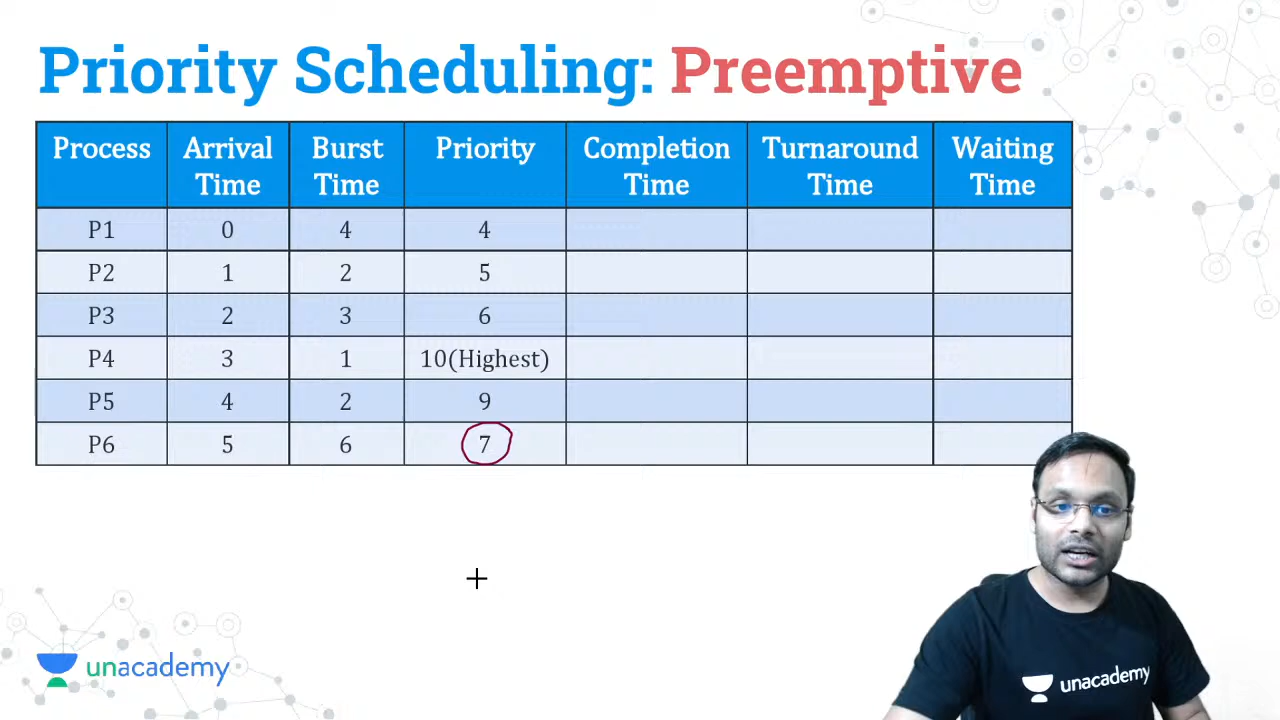 Priority Scheduling: Preemptive
Process Arrival Time Burst Time Priority Completion Time Turnaround Time Waiting Time
P1 0 4 4
P2 1 2 5
P3 2 3 6
P4 3 1 10(Highest)
P5 4 2 9
P6 5 6 7
unacademy
unacademy